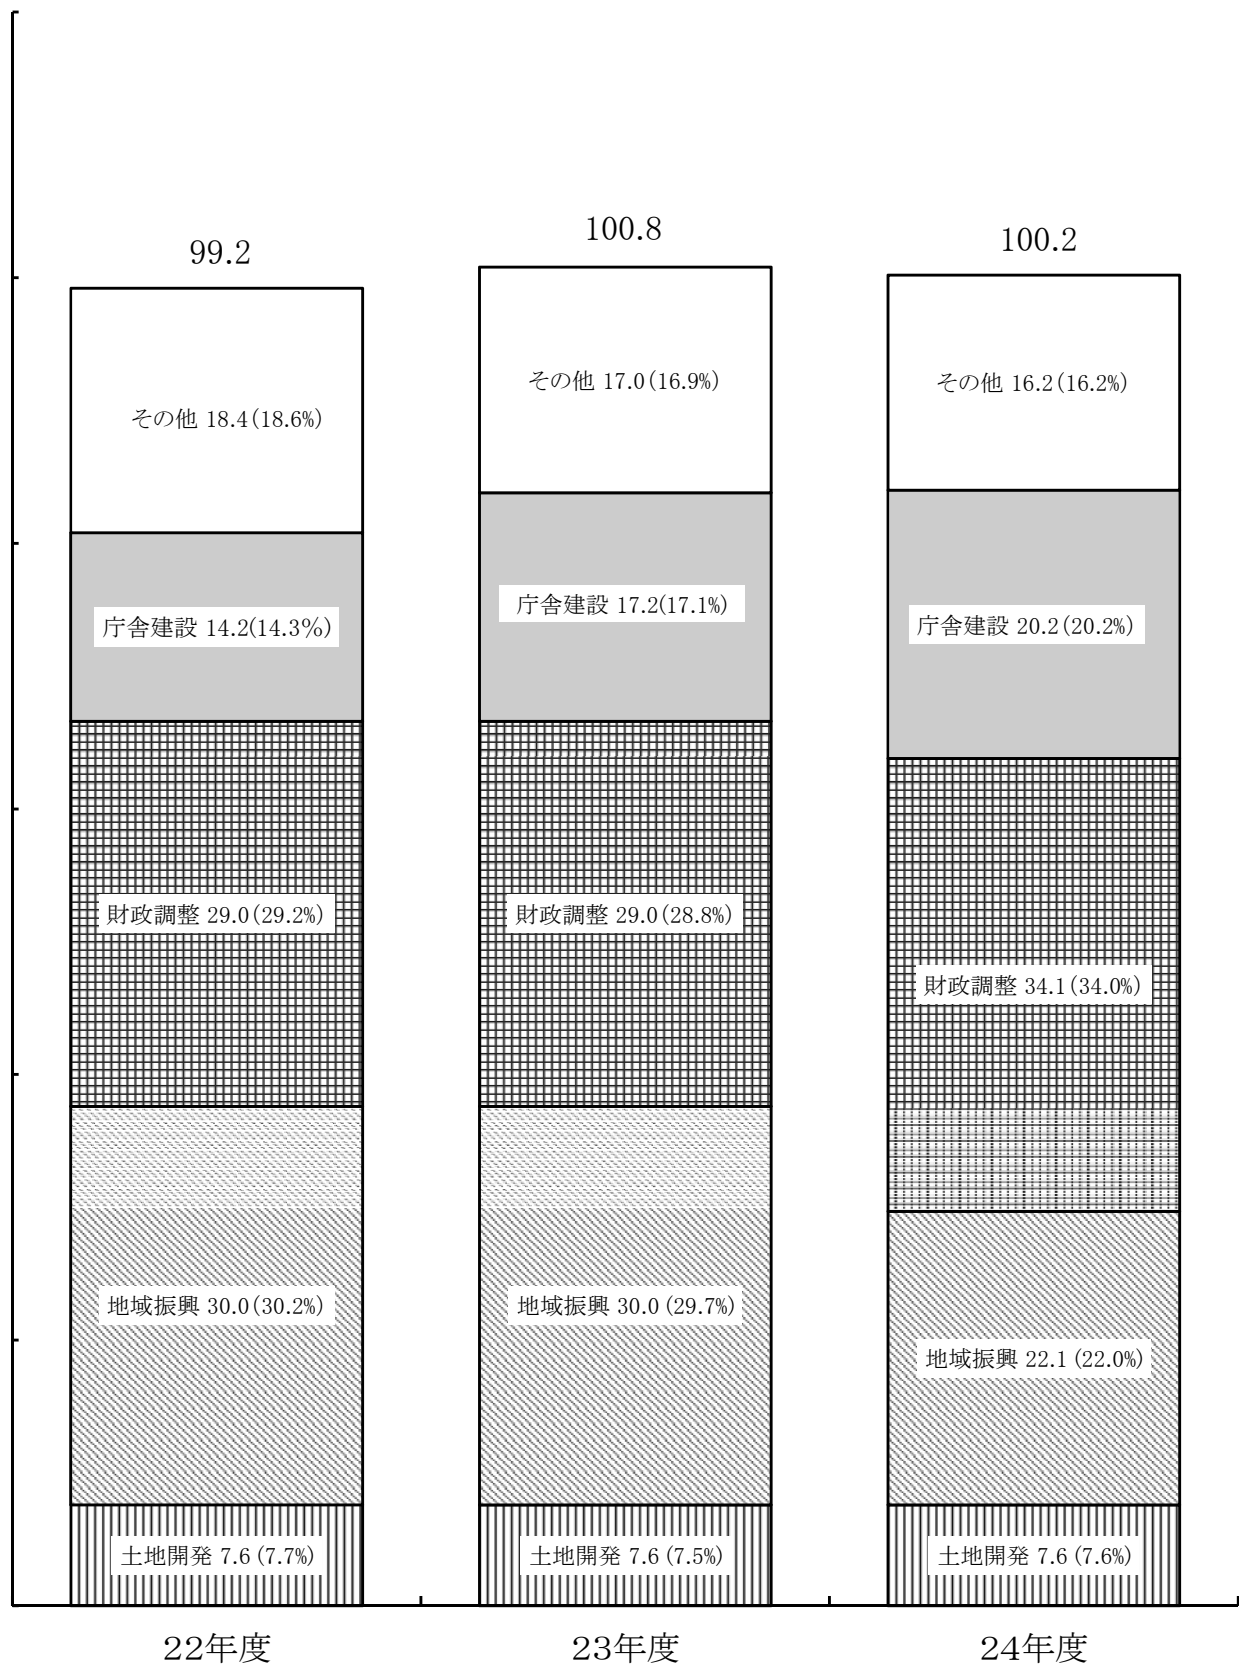 99.2
100.8
100.2
その他 18.4(18.6%)
その他 17.0(16.9%)
その他 16.2(16.2%)
庁舎建設 14.2(14.3%)
庁舎建設 17.2(17.1%)
庁舎建設 20.2(20.2%)
財政調整 29.0(29.2%)
財政調整 29.0(28.8%)
財政調整 34.1(34.0%)
地域振興 30.0(30.2%)
地域振興 30.0 (29.7%)
地域振興 22.1 (22.0%)
土地開発 7.6 (7.7%)
土地開発 7.6 (7.5%)
土地開発 7.6 (7.6%)
22年度
23年度
24年度